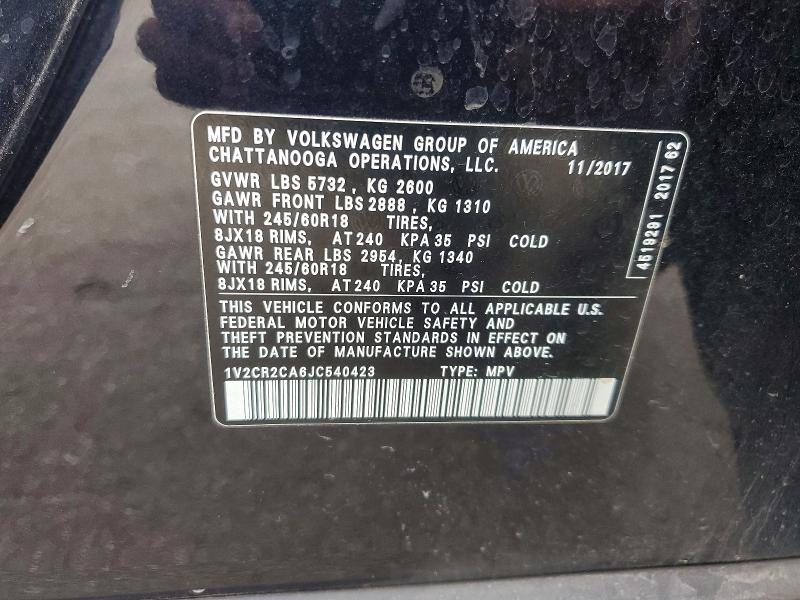 MFD BY VOLKSWAGEN GROUP OF AMERICA
CHATTANOOGA OPERATIONS, LLC. 11/2017
GVWR LBS 5732 , KG 2600
GAWR FRONT LBS 2888 , KG 1310
WITH 245/60R18 TIRES,
8JX18 RIMS, AT 240 KPA 35 PSI COLD
GAWR REAR LBS 2954, KG 1340
WITH 245/60R18 TIRES,
8JX18 RIMS, AT 240 KPA 35 PSI COLD
THIS VEHICLE CONFORMS TO ALL APPLICABLE U.S.
FEDERAL MOTOR VEHICLE SAFETY AND
THEFT PREVENTION STANDARDS IN EFFECT ON
THE DATE OF MANUFACTURE SHOWN ABOVE.
1V2CR2CA6JC540423 TYPE: MPV
4519291 2017 62